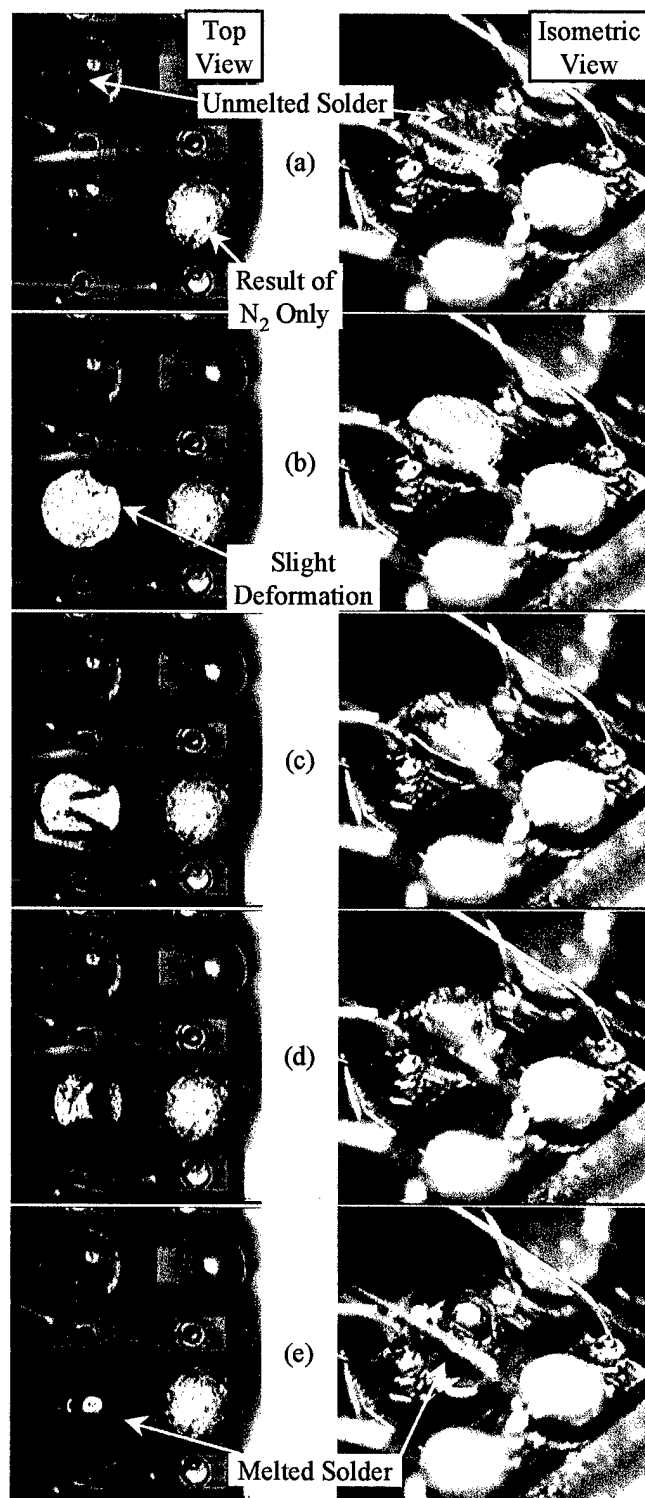 Top
View
Isometric
View
Unmelted Solder
(a)
Result of
N₂ Only
(b)
Slight
Deformation
(c)
(d)
(e)
Melted Solder